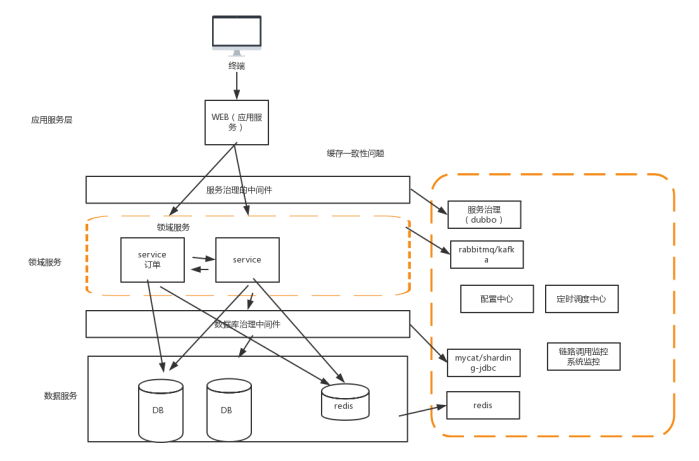 终端
WEB（应用服
务）
应用服务层
缓存一致性问题
服务治理的中间件
服务治理
（dubbo）
领域服务
rabbitmq/kafk
a
service
订单
service
领域服务
配置中心
定时调度中心
数据库治理中间件
链路调用监控
系统监控
mycat/shardin
g-jdbc
数据服务
DB
DB
redis
redis